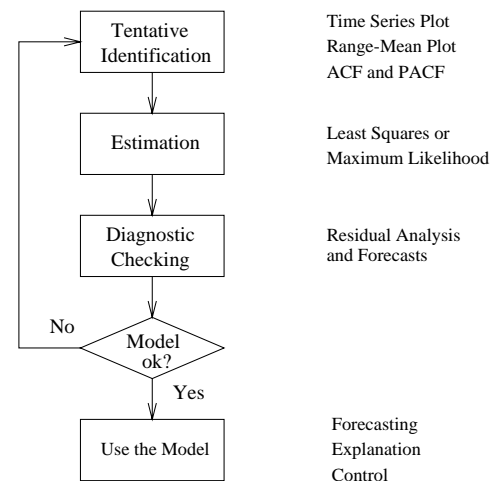 Tentative
Identification
Time Series Plot
Range-Mean Plot
ACF and PACF
Estimation
Least Squares or
Maximum Likelihood
Diagnostic
Checking
Residual Analysis
and Forecasts
No
Model
ok?
Yes
Use the Model
Forecasting
Explanation
Control